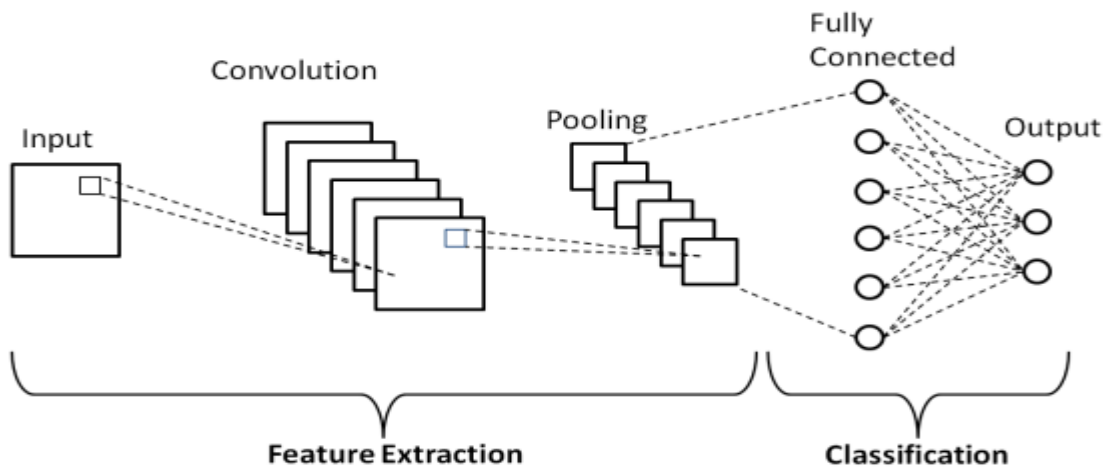 Input
Convolution
Pooling
Fully
Connected
Output
Feature Extraction
Classification